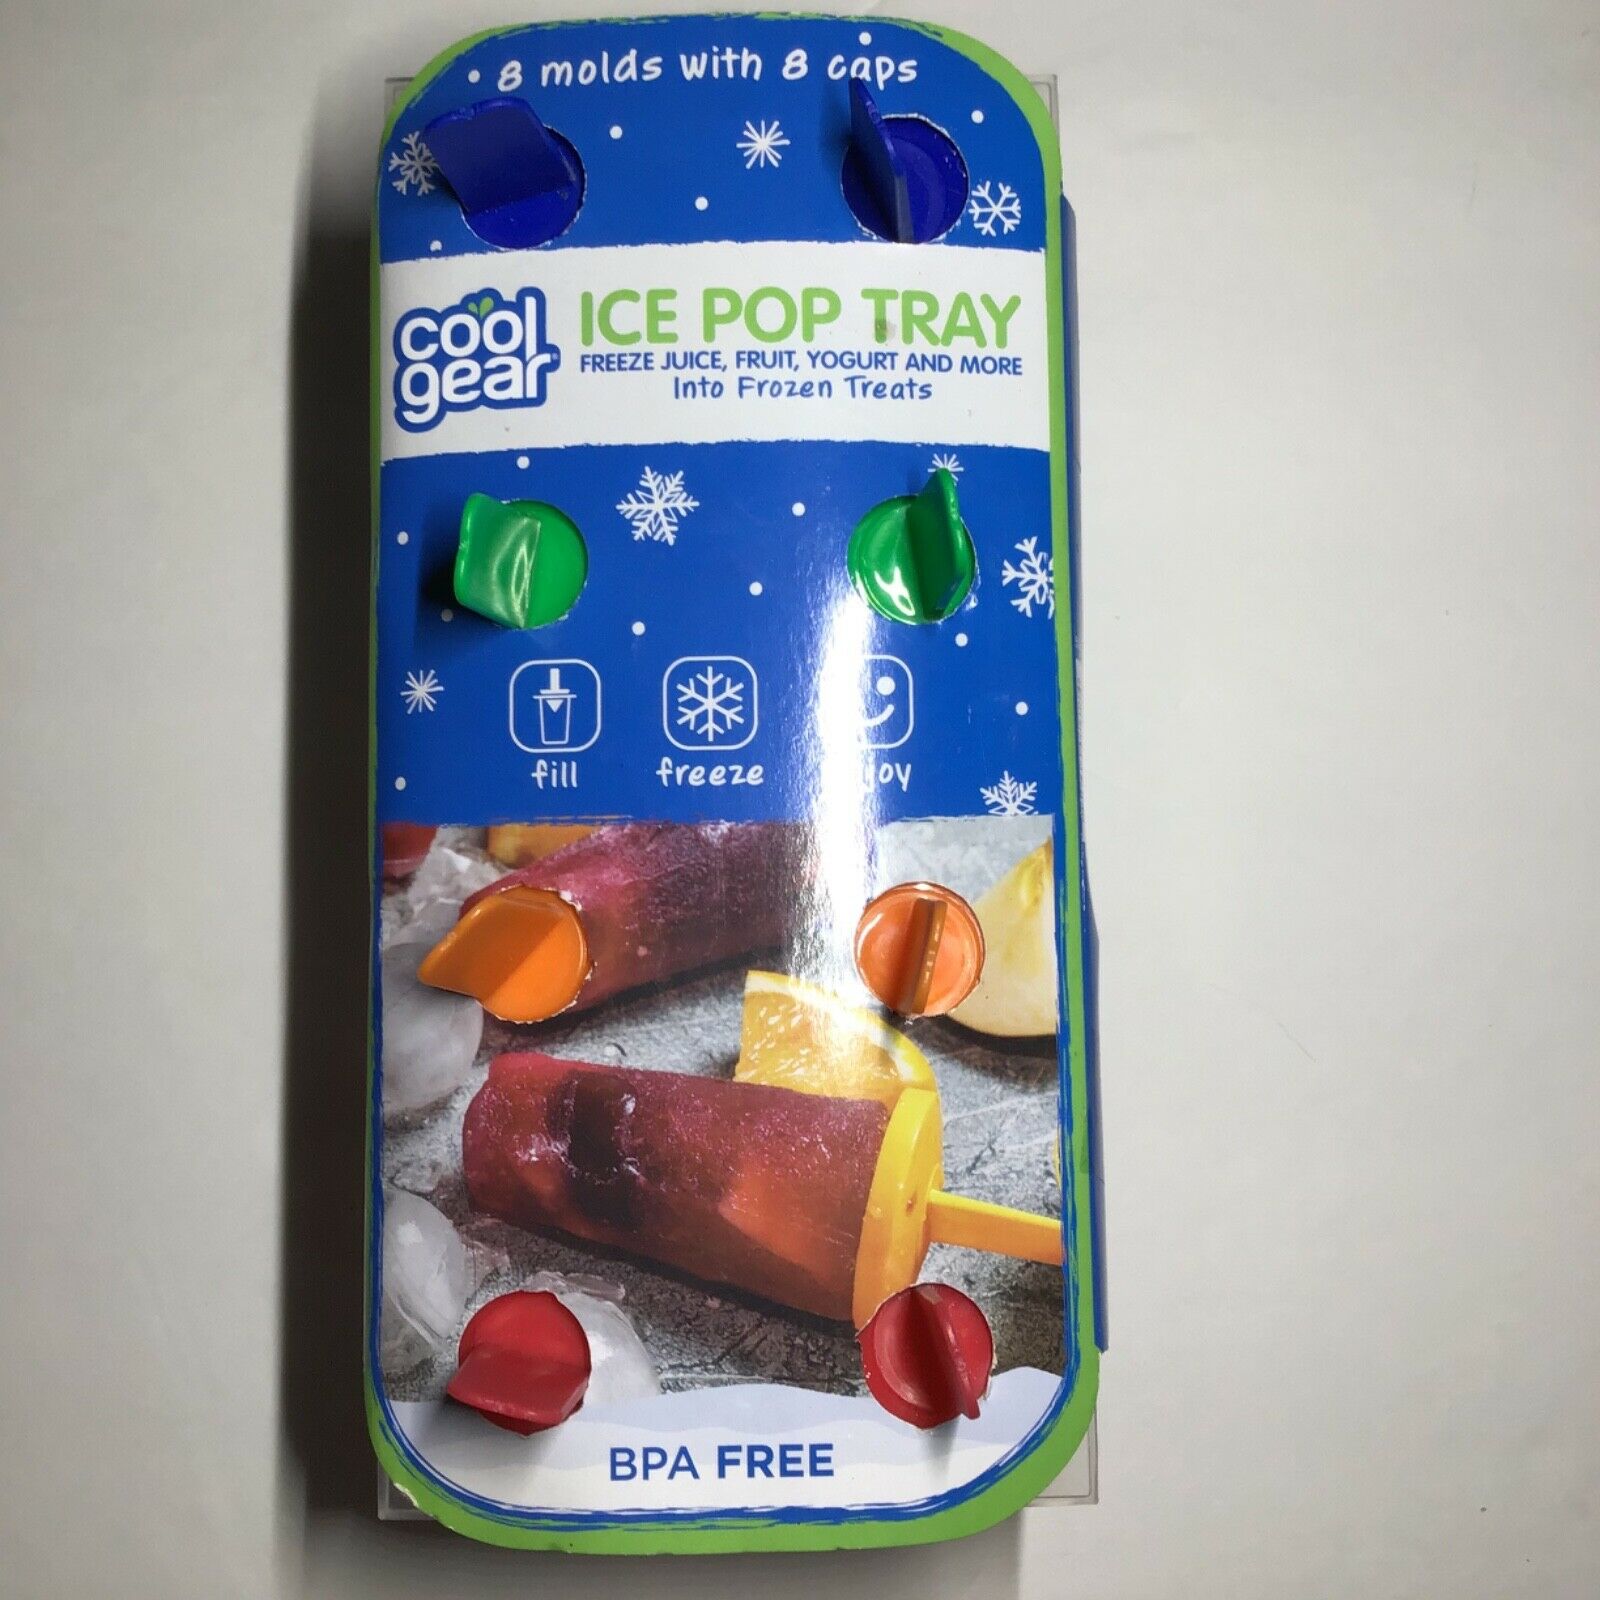 8 molds with 8 caps
cool gear®
ICE POP TRAY
FREEZE JUICE, FRUIT, YOGURT AND MORE
Into Frozen Treats
fill freeze
BPA FREE